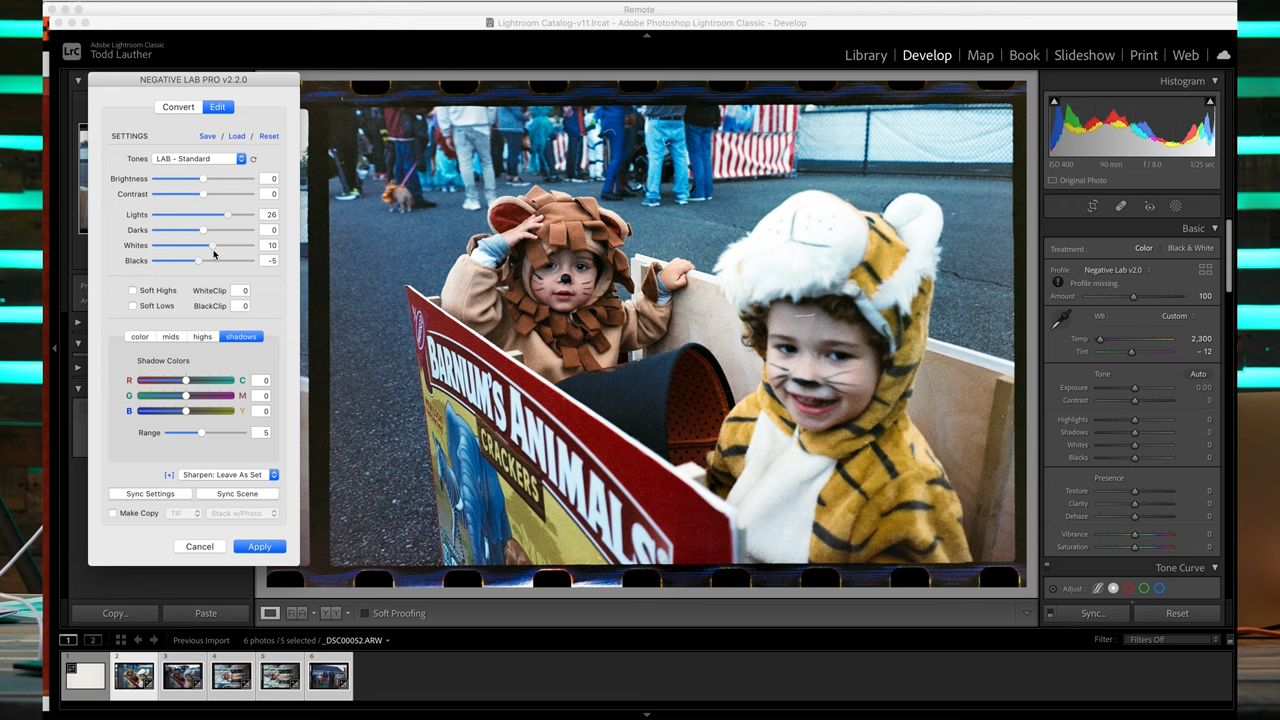 Remote
Lightroom Catalog-v11.lrcat - Adobe Photoshop Lightroom Classic - Develop
LrC
Adobe Lightroom Classic
Todd Lauther
Library | Develop | Map | Book | Slideshow | Print | Web
NEGATIVE LAB PRO v2.2.0
Convert Edit
SETTINGS Save / Load / Reset
Tones LAB - Standard
Brightness 0
Contrast 0
Lights 26
Darks 0
Whites 10
Blacks -5
Soft Highs WhiteClip 0
Soft Lows BlackClip 0
color mids highs shadows
Shadow Colors
R C 0
G M 0
B Y 0
Range 5
[+] Sharpen: Leave As Set
Sync Settings Sync Scene
Make Copy TIF Stack w/Photo
Cancel Apply
BARNUM'S ANIMALS
CRACKERS
Histogram
ISO 400 90 mm f / 8.0 1/25 sec
Original Photo
Basic
Treatment: Color | Black & White
Profile: Negative Lab v2.0
Profile missing.
Amount 100
WB: Custom
Temp 2,300
Tint – 12
Tone Auto
Exposure 0.00
Contrast 0
Highlights 0
Shadows 0
Whites 0
Blacks 0
Presence
Texture 0
Clarity 0
Dehaze 0
Vibrance 0
Saturation 0
Tone Curve
Adjust:
Copy... Paste
Soft Proofing
Sync... Reset
1 2 Previous Import 6 photos / 5 selected / _DSC00052.ARW
Filter: Filters Off
1 2 3 4 5 6